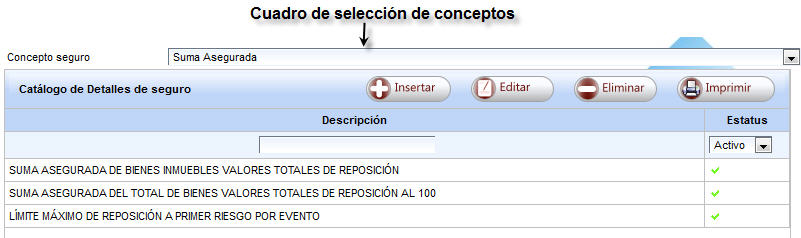 Cuadro de selección de conceptos
Concepto seguro Suma Asegurada
Catálogo de Detalles de seguro Insertar Editar Eliminar Imprimir
Descripción Estatus
Activo
SUMA ASEGURADA DE BIENES INMUEBLES VALORES TOTALES DE REPOSICIÓN
SUMA ASEGURADA DEL TOTAL DE BIENES VALORES TOTALES DE REPOSICIÓN AL 100
LÍMITE MÁXIMO DE REPOSICIÓN A PRIMER RIESGO POR EVENTO